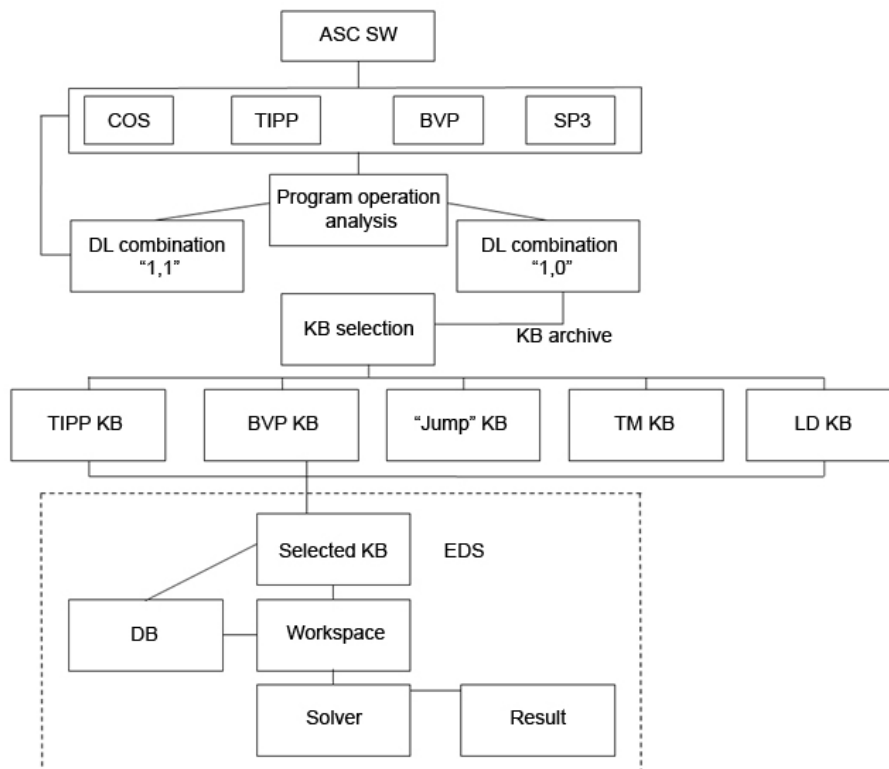 ASC SW
COS
TIPP
BVP
SP3
Program operation
analysis
DL combination
“1,1”
DL combination
“1,0”
KB selection
KB archive
TIPP KB
BVP KB
“Jump” KB
TM KB
LD KB
Selected KB
EDS
DB
Workspace
Solver
Result